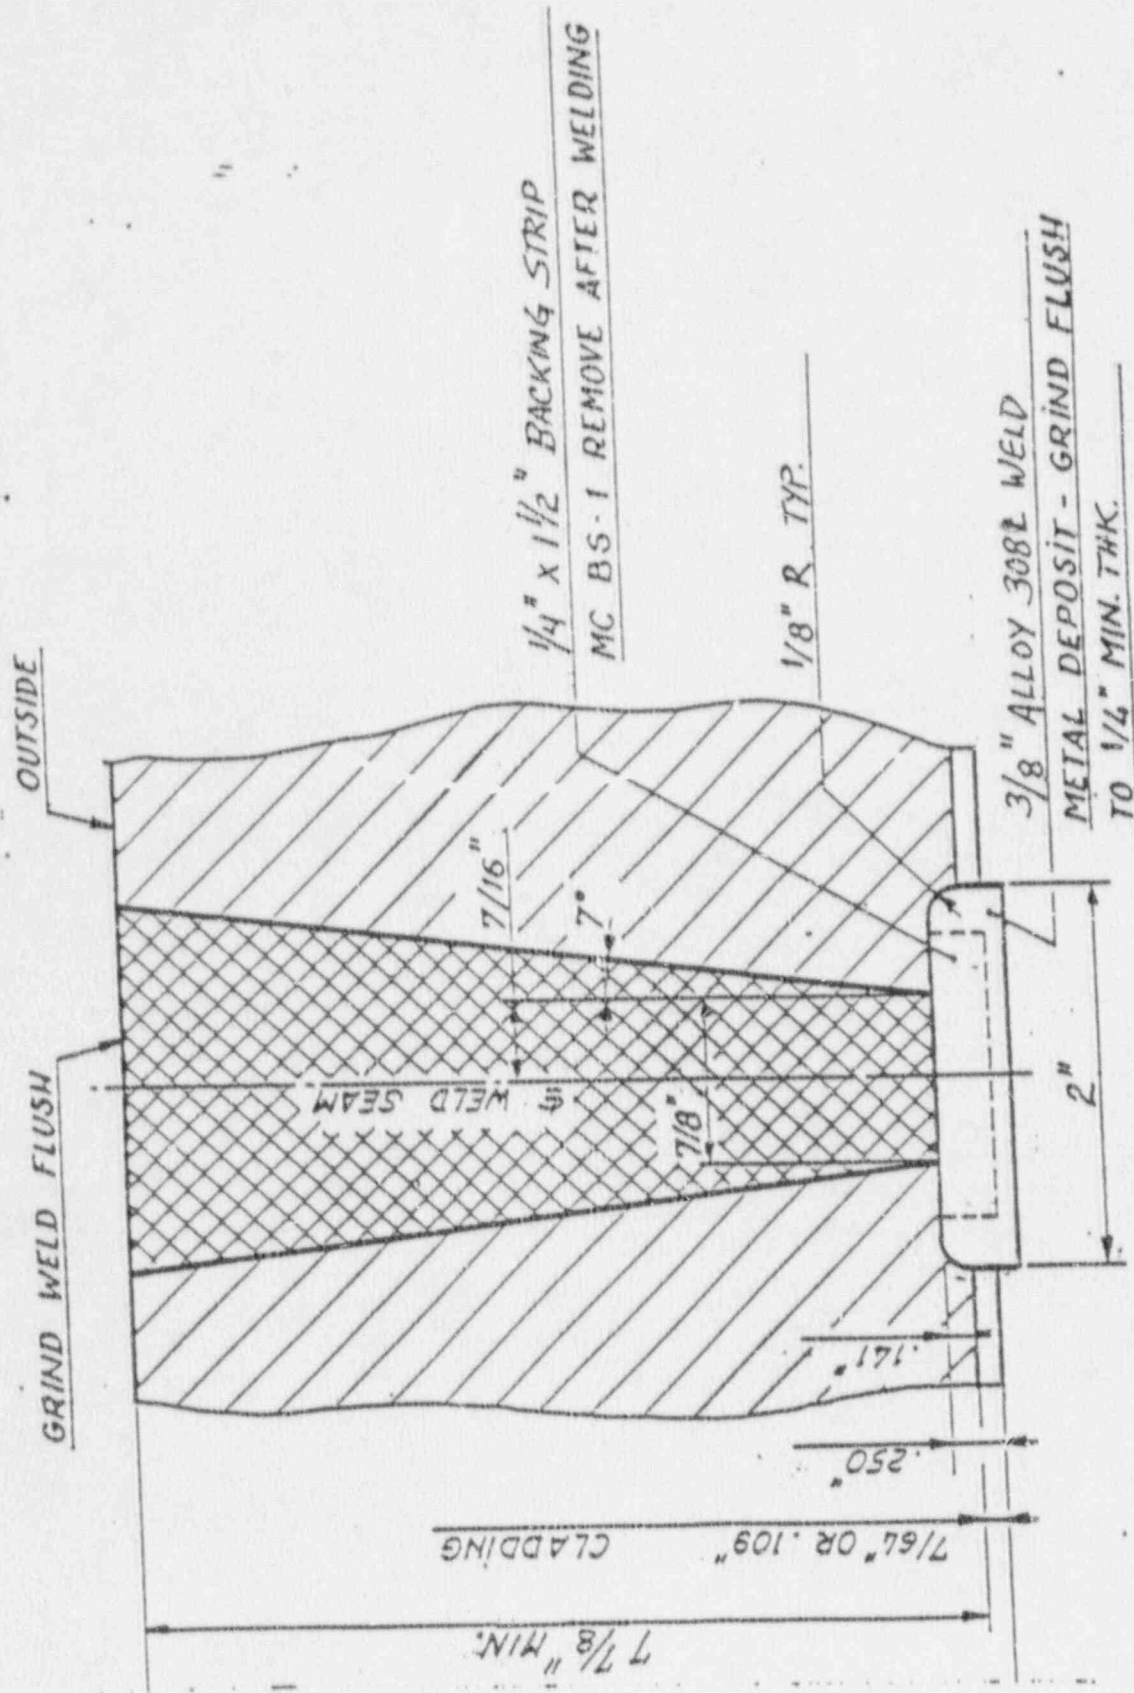 OUTSIDE
GRIND WELD FLUSH
1/4" x 1 1/2" BACKING STRIP
MC BS-1 REMOVE AFTER WELDING
7/16"
7°
℄ WELD SEAM
7/8"
1/8" R TYP.
3/8" ALLOY 308L WELD
METAL DEPOSIT - GRIND FLUSH
TO 1/4" MIN. THK.
2"
.141"
.250"
7/64" OR .109" CLADDING
7 7/8" MIN.